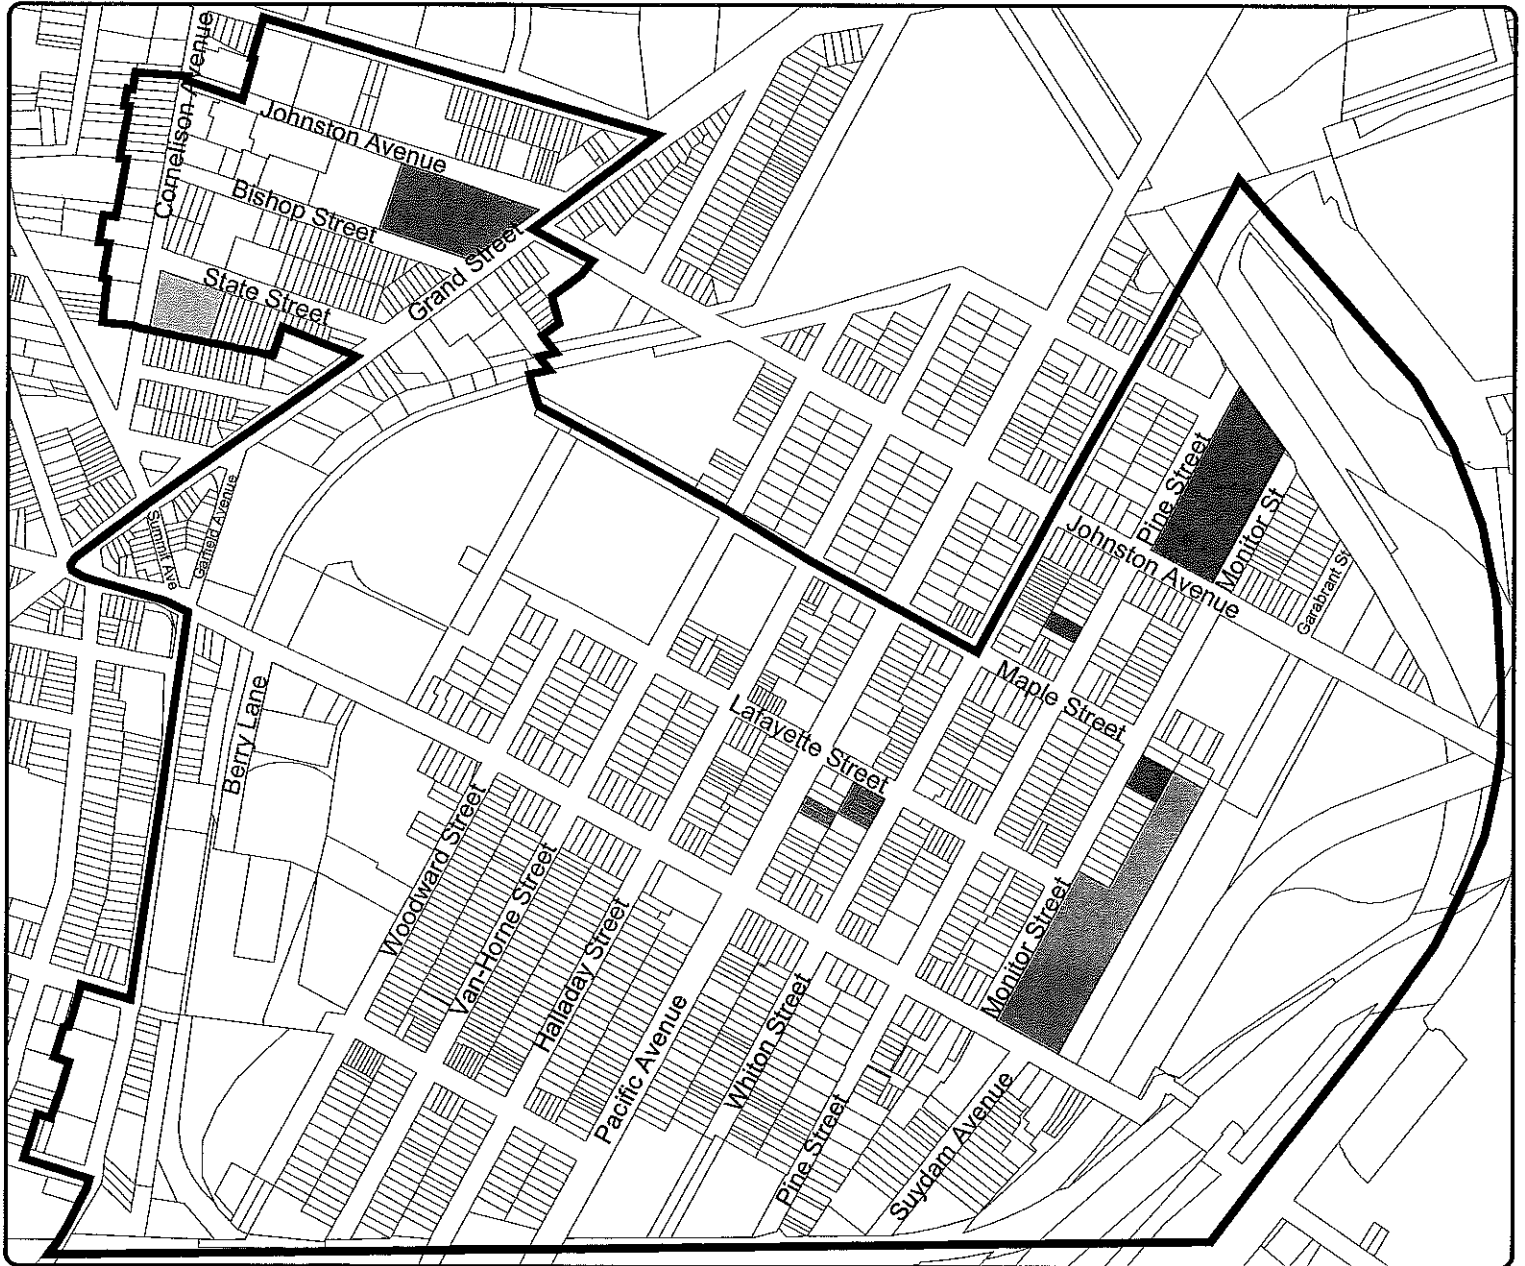 Cornelison Avenue
Johnston Avenue
Bishop Street
State Street
Grand Street
Summit Ave
Garfield Avenue
Pine Street
Monitor St
Johnston Avenue
Garabrant St
Maple Street
Berry Lane
Lafayette Street
Woodward Street
Van-Horne Street
Halladay Street
Monitor Street
Pacific Avenue
Whiton Street
Pine Street
Suydam Avenue